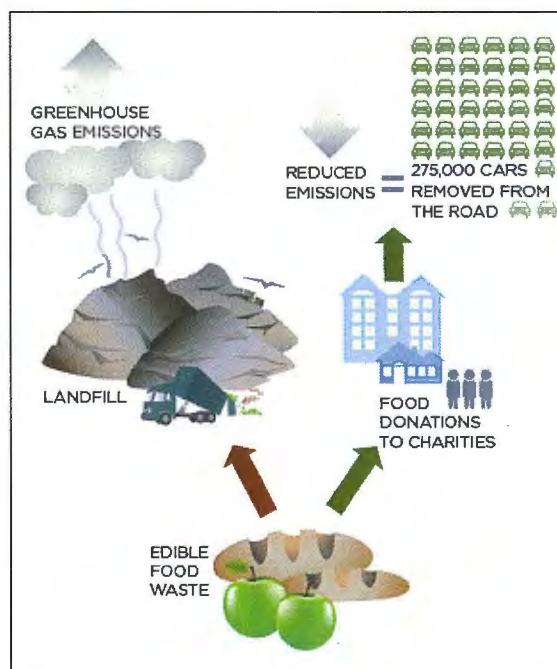 GREENHOUSE
GAS EMISSIONS
REDUCED
EMISSIONS
=
275,000 CARS
REMOVED FROM
THE ROAD
LANDFILL
FOOD
DONATIONS
TO CHARITIES
EDIBLE
FOOD
WASTE